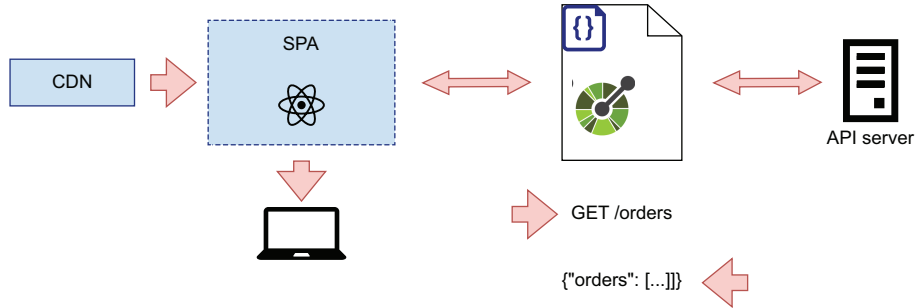 CDN
SPA
{}
API server
GET /orders
{"orders": [...]]}